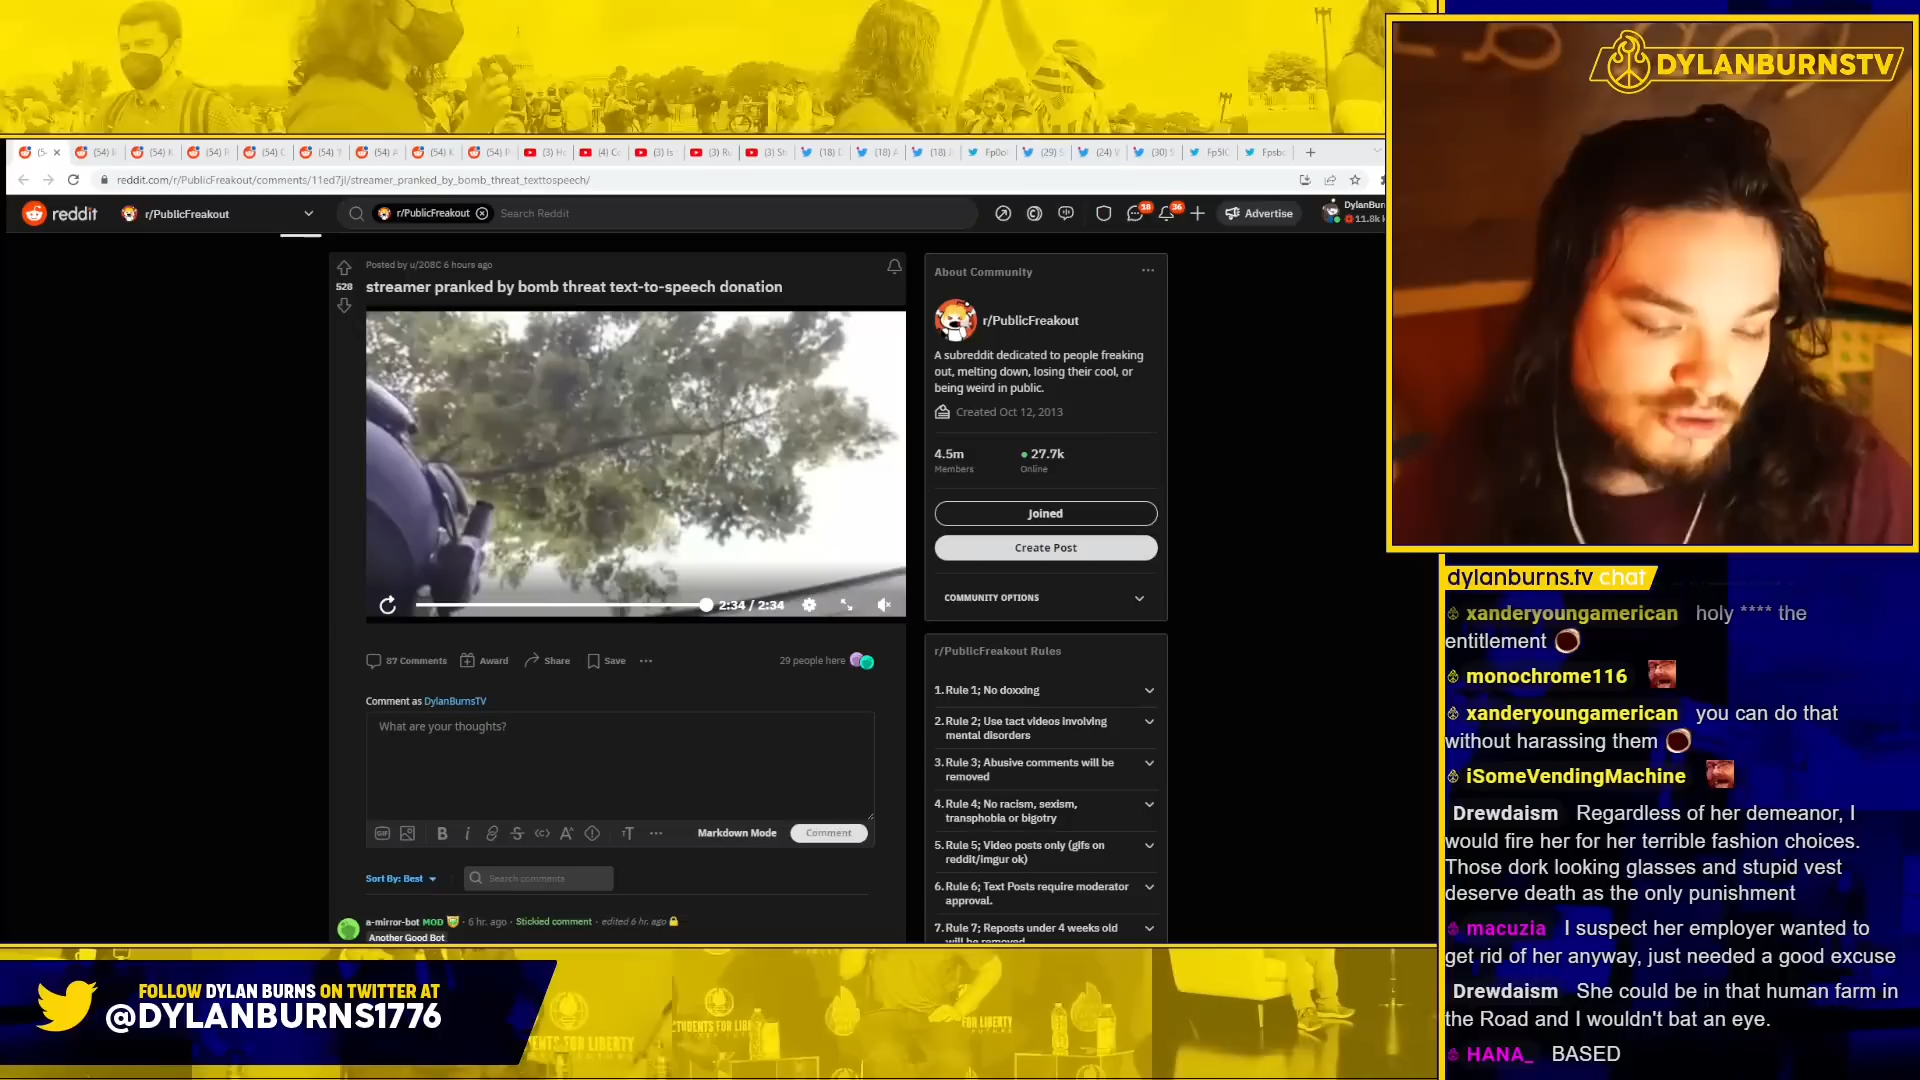 DYLANBURNSTV
reddit.com/r/PublicFreakout/comments/11ed7jl/streamer_pranked_by_bomb_threat_texttospeech/
reddit
r/PublicFreakout
r/PublicFreakout
Search Reddit
18
36
Advertise
DylanBurn
11.8k k
Posted by u/208C 6 hours ago
528
streamer pranked by bomb threat text-to-speech donation
2:34 / 2:34
87 Comments
Award
Share
Save
29 people here
Comment as DylanBurnsTV
What are your thoughts?
Markdown Mode
Comment
Sort By: Best
Search comments
a-mirror-bot MOD · 6 hr. ago · Stickied comment · edited 6 hr. ago
Another Good Bot
About Community
r/PublicFreakout
A subreddit dedicated to people freaking
out, melting down, losing their cool, or
being weird in public.
Created Oct 12, 2013
4.5m
Members
27.7k
Online
Joined
Create Post
COMMUNITY OPTIONS
r/PublicFreakout Rules
1. Rule 1; No doxxing
2. Rule 2; Use tact videos involving
mental disorders
3. Rule 3; Abusive comments will be
removed
4. Rule 4; No racism, sexism,
transphobia or bigotry
5. Rule 5; Video posts only (gifs on
reddit/imgur ok)
6. Rule 6; Text Posts require moderator
approval.
7. Rule 7; Reposts under 4 weeks old
will be removed
dylanburns.tv chat
xanderyoungamerican holy **** the
entitlement
monochrome116
xanderyoungamerican you can do that
without harassing them
iSomeVendingMachine
Drewdaism Regardless of her demeanor, I
would fire her for her terrible fashion choices.
Those dork looking glasses and stupid vest
deserve death as the only punishment
macuzia I suspect her employer wanted to
get rid of her anyway, just needed a good excuse
Drewdaism She could be in that human farm in
the Road and I wouldn't bat an eye.
HANA_ BASED
FOLLOW DYLAN BURNS ON TWITTER AT
@DYLANBURNS1776